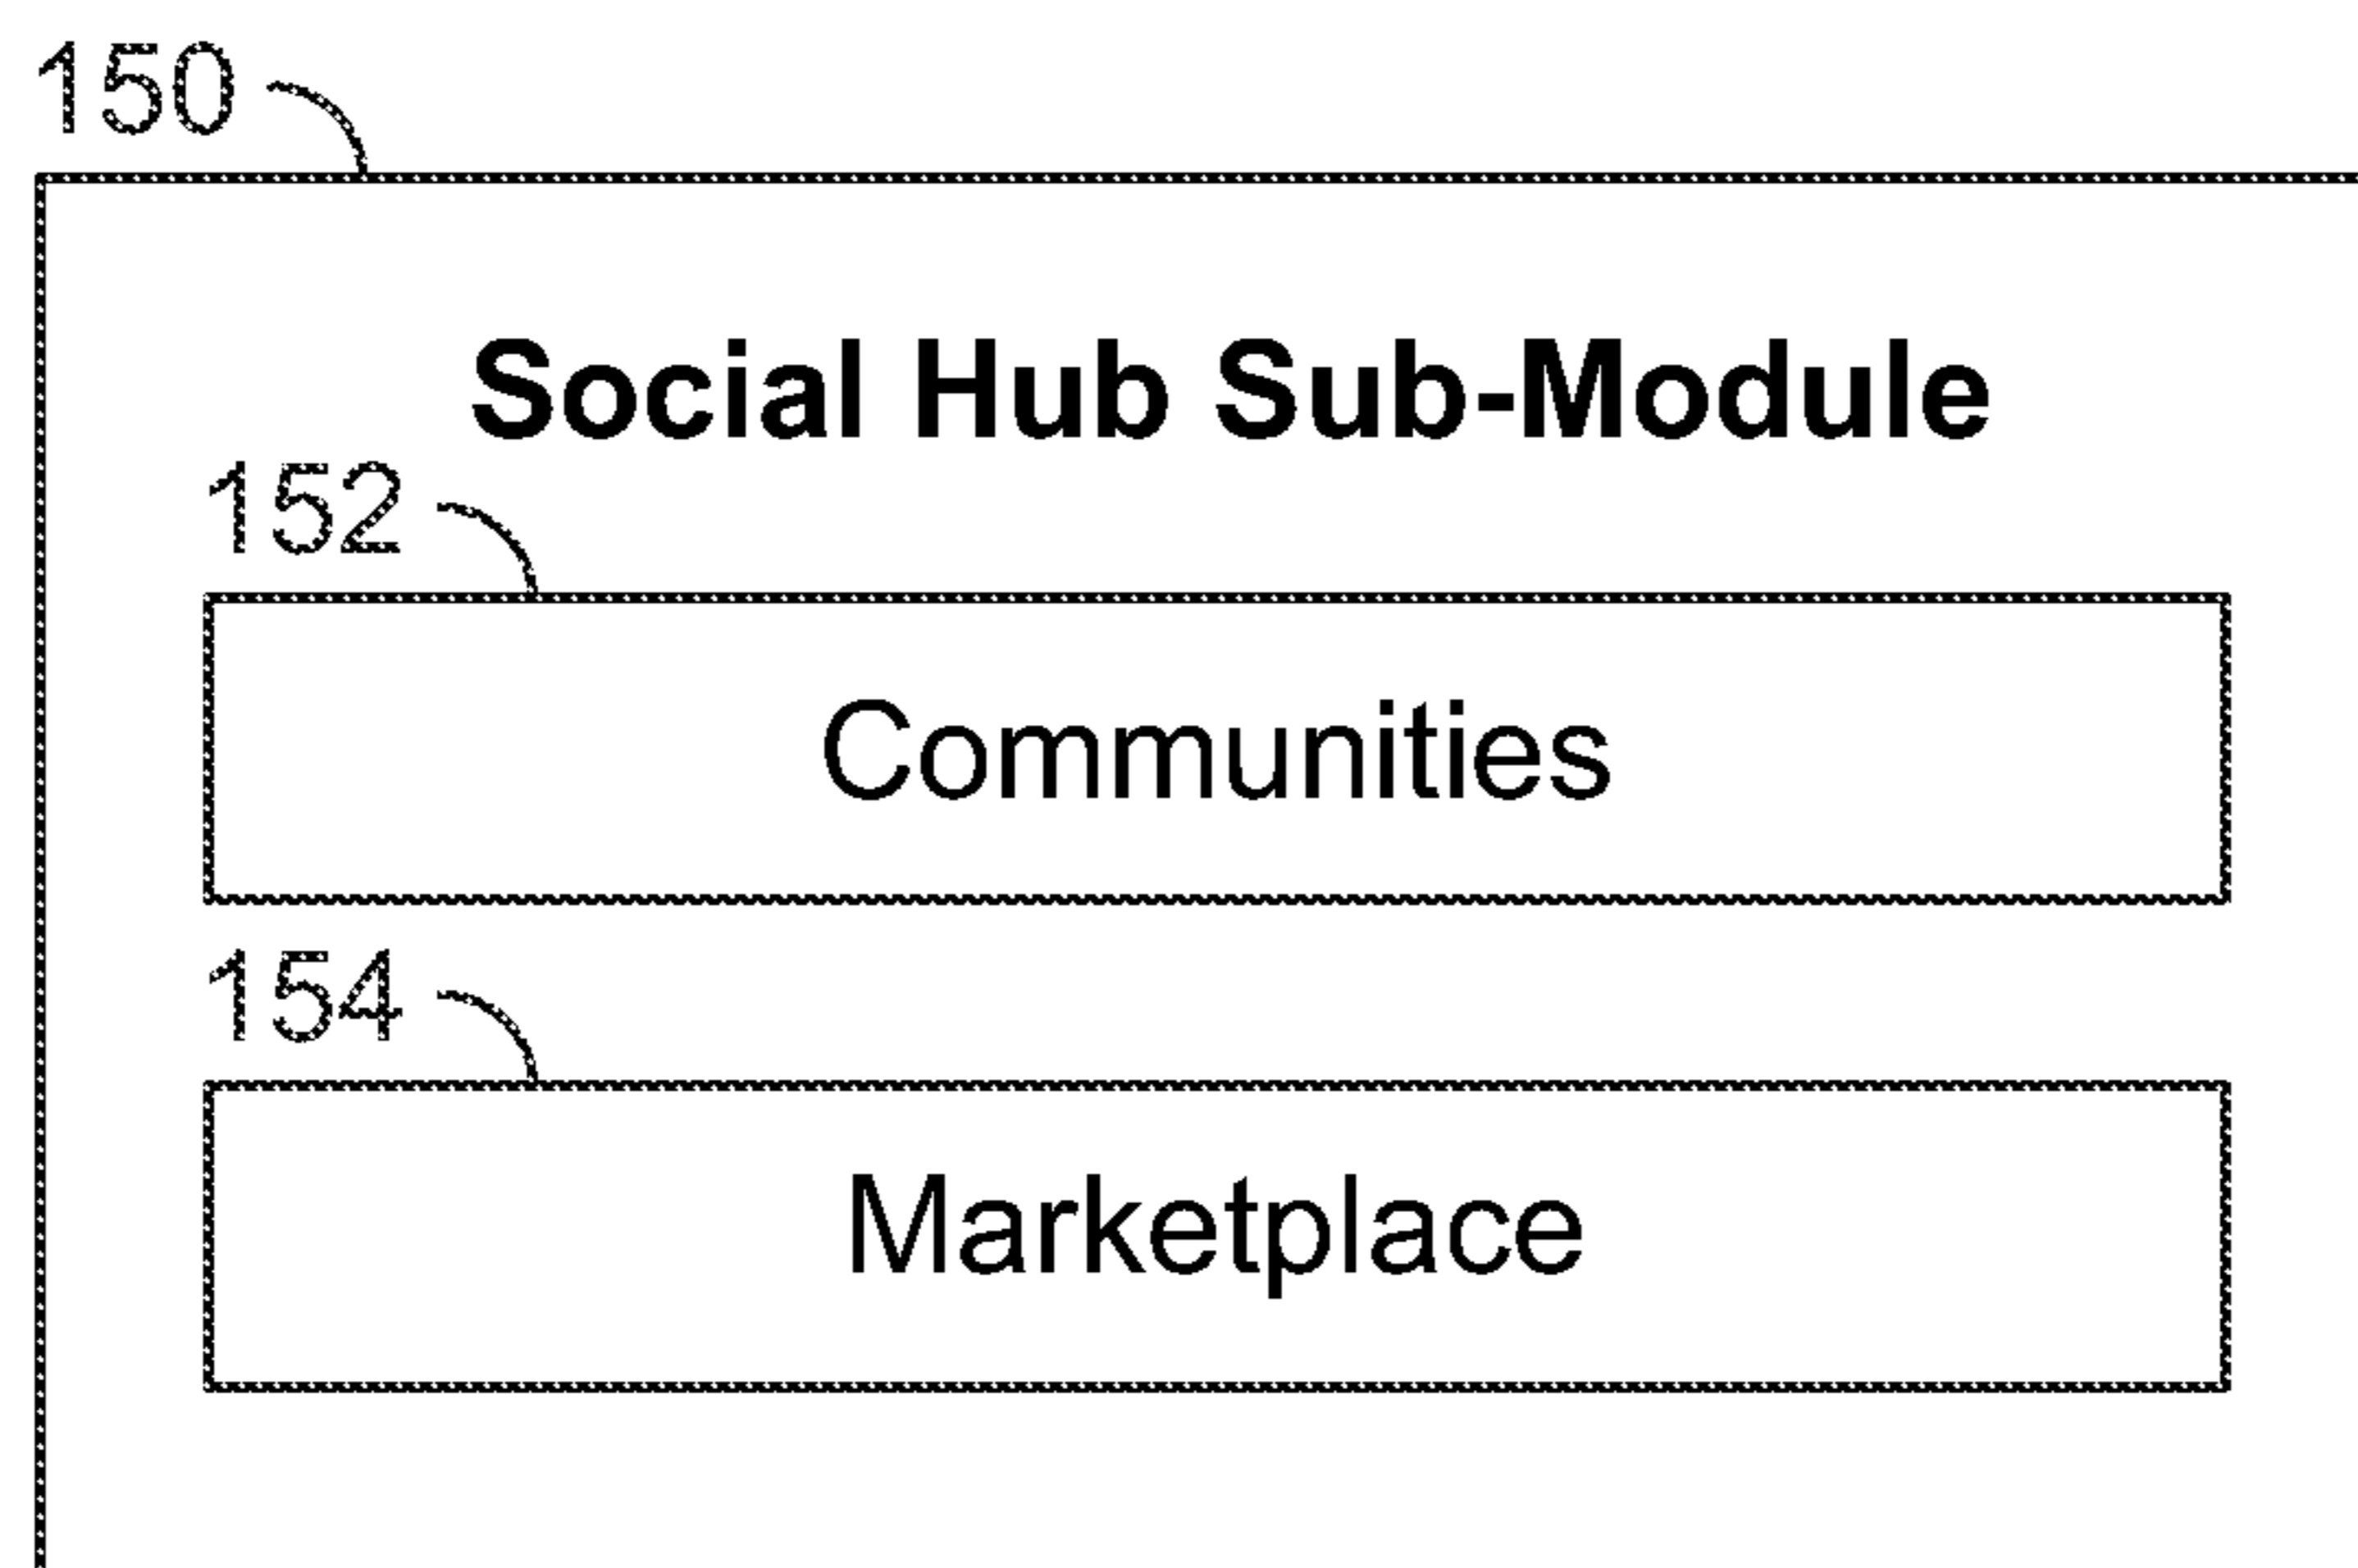 150
Social Hub Sub-Module
152
Communities
154
Marketplace